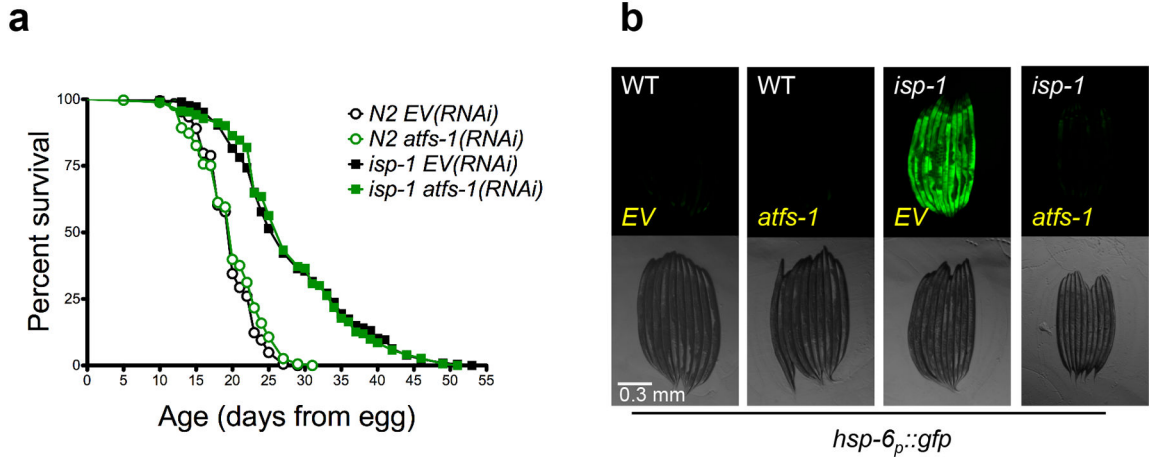 a
Percent survival
100
75
50
25
0
0 5 10 15 20 25 30 35 40 45 50 55
Age (days from egg)
N2 EV(RNAi)
N2 atfs-1(RNAi)
isp-1 EV(RNAi)
isp-1 atfs-1(RNAi)
b
WT WT isp-1 isp-1
EV atfs-1 EV atfs-1
0.3 mm
hsp-6p::gfp